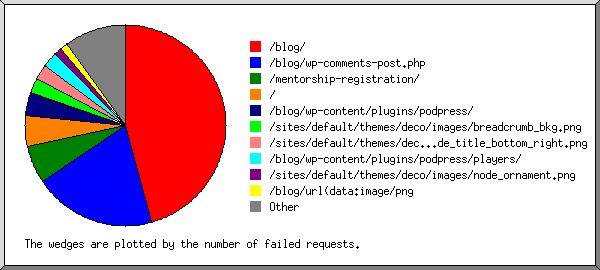 /blog/
/blog/wp-comments-post.php
/mentorship-registration/
/
/blog/wp-content/plugins/podpress/
/sites/default/themes/deco/images/breadcrumb_bkg.png
/sites/default/themes/dec...de_title_bottom_right.png
/blog/wp-content/plugins/podpress/players/
/sites/default/themes/deco/images/node_ornament.png
/blog/url(data:image/png
Other
The wedges are plotted by the number of failed requests.